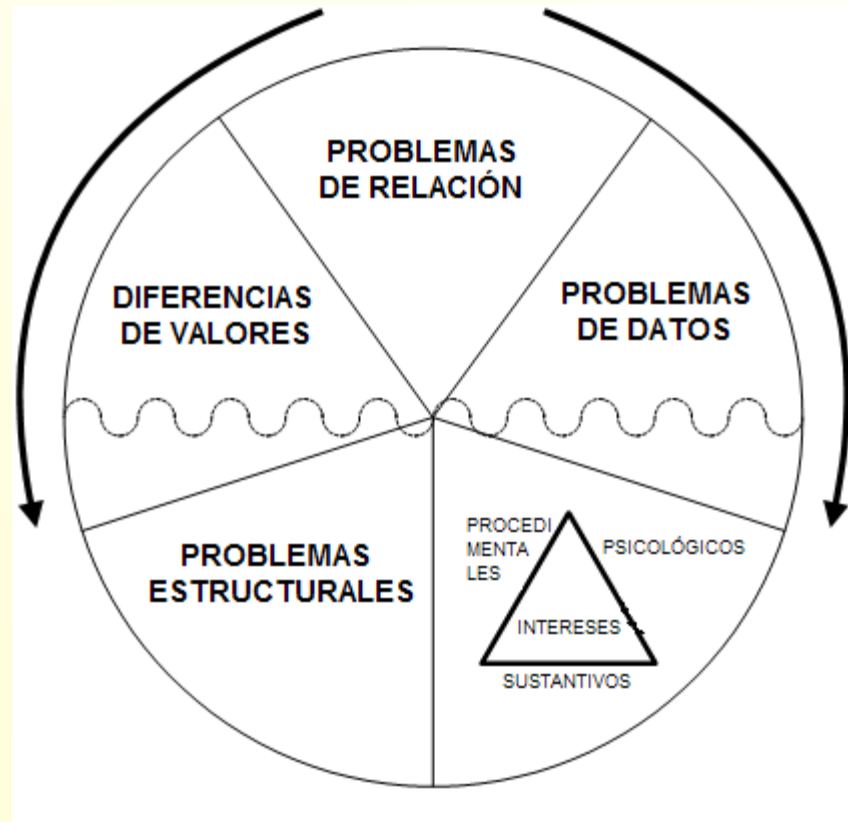 PROBLEMAS
DE RELACIÓN
DIFERENCIAS
DE VALORES
PROBLEMAS
DE DATOS
PROBLEMAS
ESTRUCTURALES
PROCEDI
MENTA
LES
PSICOLÓGICOS
INTERESES
SUSTANTIVOS